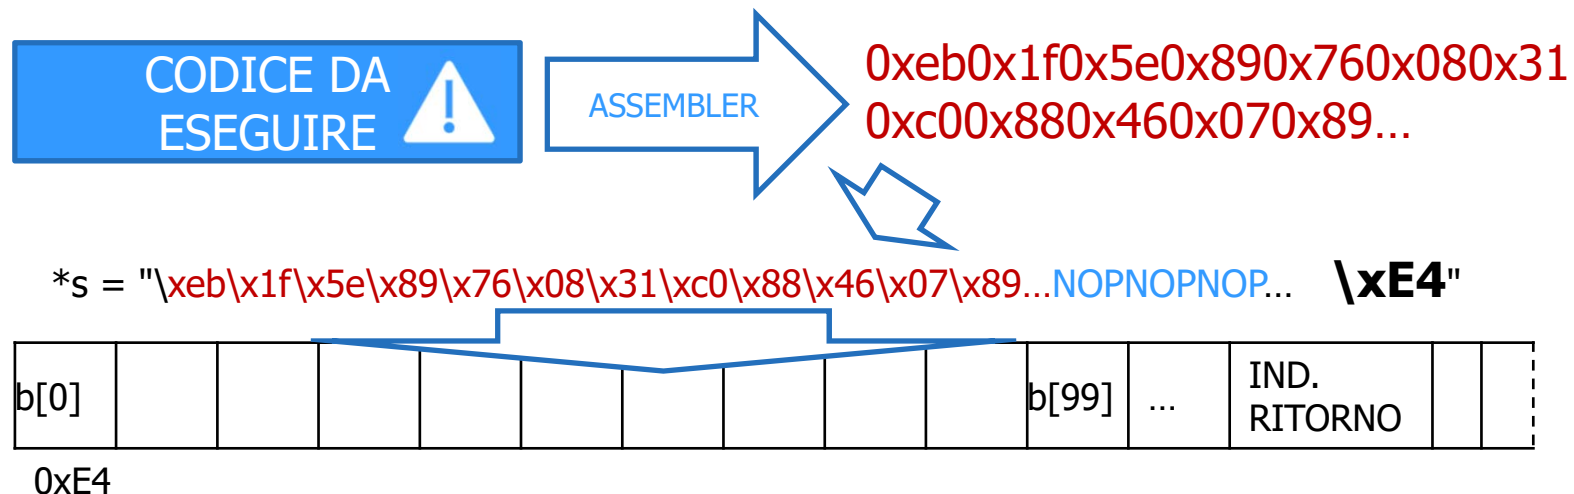 CODICE DA
ESEGUIRE
ASSEMBLER
0xeb0x1f0x5e0x890x760x080x31
0xc00x880x460x070x89…
*s = "\xeb\x1f\x5e\x89\x76\x08\x31\xc0\x88\x46\x07\x89…NOPNOPNOP… \xE4"
b[0]
b[99]
…
IND.
RITORNO
0xE4